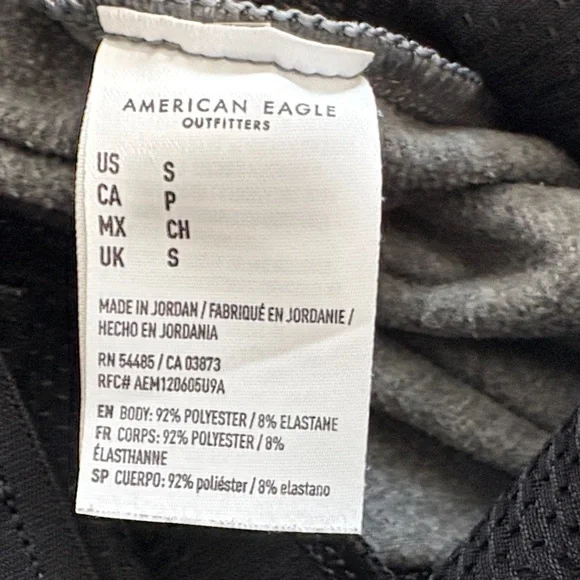 AMERICAN EAGLE
OUTFITTERS
US S
CA P
MX CH
UK S
MADE IN JORDAN / FABRIQUÉ EN JORDANIE /
HECHO EN JORDANIA
RN 54485 / CA 03873
RFC# AEM120605U9A
EN BODY: 92% POLYESTER / 8% ELASTANE
FR CORPS: 92% POLYESTER / 8%
ÉLASTHANNE
SP CUERPO: 92% poliéster / 8% elastano